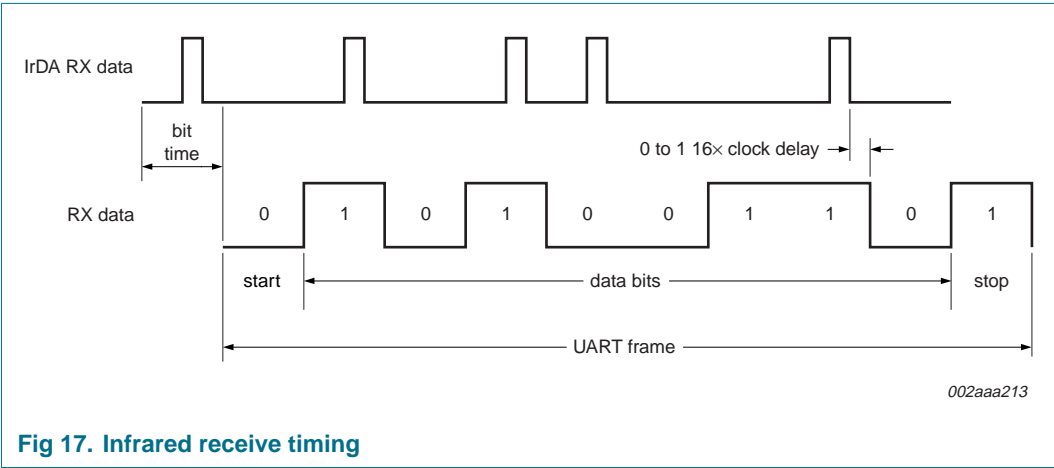 IrDA RX data
bit
time
0 to 1 16× clock delay
RX data
0 1 0 1 0 0 1 1 0 1
start data bits stop
UART frame
002aaa213
Fig 17. Infrared receive timing